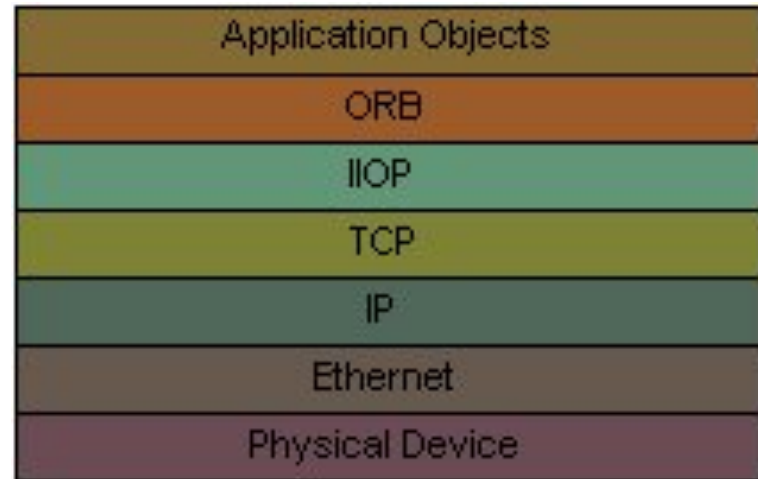 Application Objects
ORB
IIOP
TCP
IP
Ethernet
Physical Device